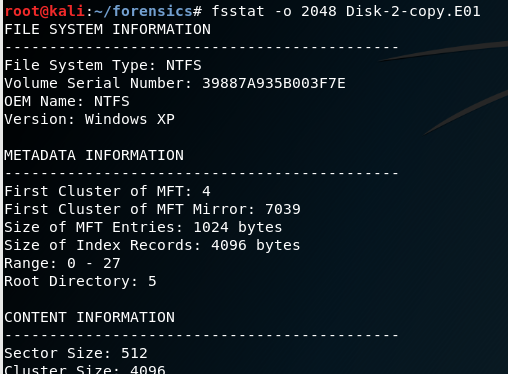 root@kali:~/forensics# fsstat -o 2048 Disk-2-copy.E01
FILE SYSTEM INFORMATION
--------------------------------------------
File System Type: NTFS
Volume Serial Number: 39887A935B003F7E
OEM Name: NTFS
Version: Windows XP

METADATA INFORMATION
--------------------------------------------
First Cluster of MFT: 4
First Cluster of MFT Mirror: 7039
Size of MFT Entries: 1024 bytes
Size of Index Records: 4096 bytes
Range: 0 - 27
Root Directory: 5

CONTENT INFORMATION
--------------------------------------------
Sector Size: 512
Cluster Size: 4096